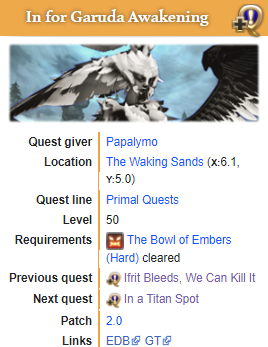 In for Garuda Awakening
Quest giver Papalymo
Location The Waking Sands (X:6.1,
Y:5.0)
Quest line Primal Quests
Level 50
Requirements The Bowl of Embers
(Hard) cleared
Previous quest Ifrit Bleeds, We Can Kill It
Next quest In a Titan Spot
Patch 2.0
Links EDB GT